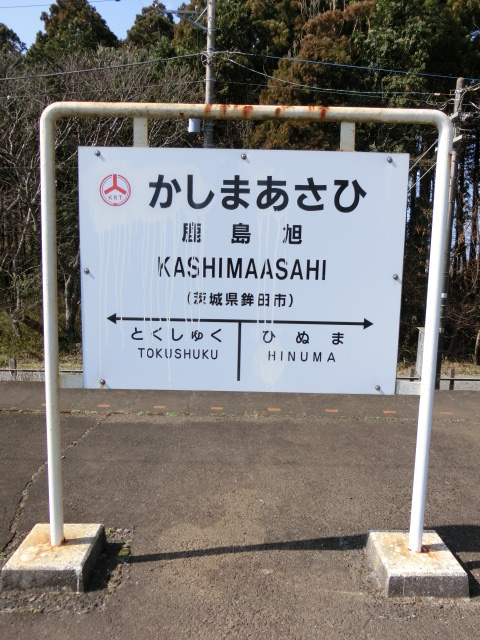 KRT
かしまあさひ
鹿島旭
KASHIMAASAHI
(茨城県鉾田市)
とくしゅく ひぬま
TOKUSHUKU HINUMA